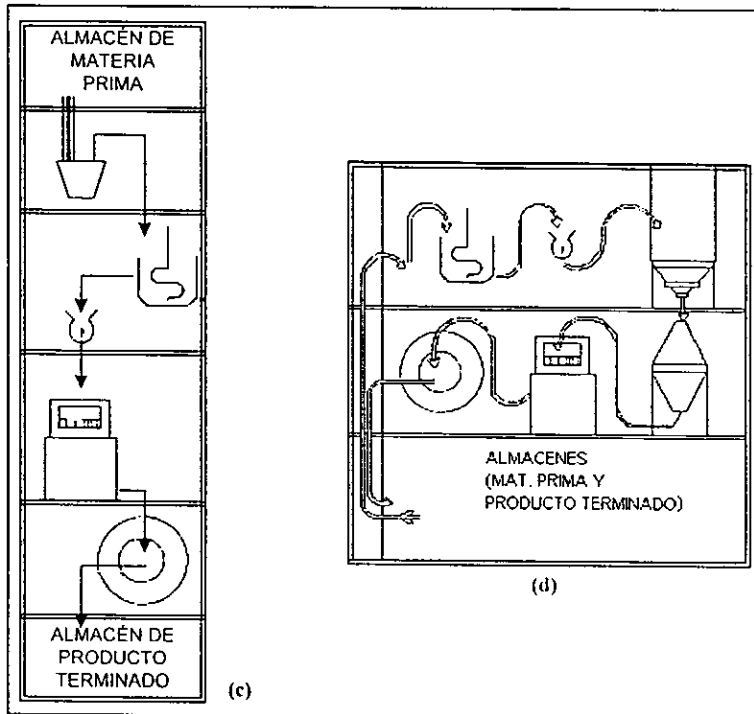 ALMACÉN DE
MATERIA
PRIMA
ALMACÉN DE
PRODUCTO
TERMINADO
(c)
ALMACENES
(MAT. PRIMA Y
PRODUCTO TERMINADO)
(d)